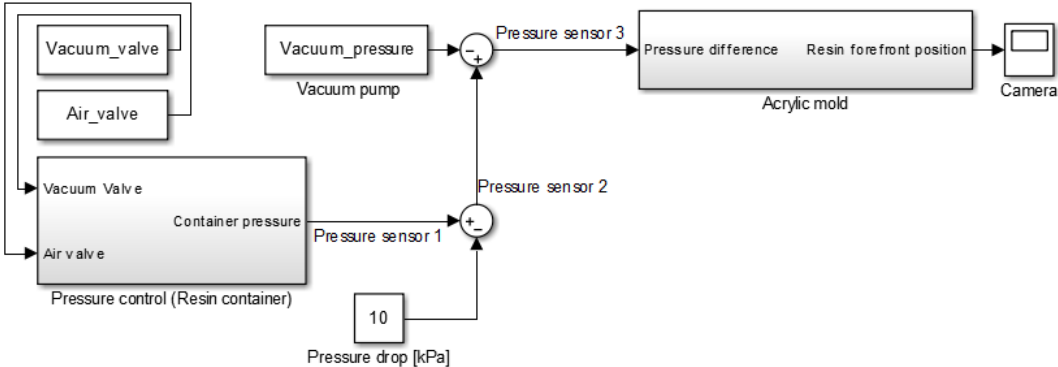 Vacuum_valve
Air_valve
Vacuum Valve
Container pressure
Air valve
Pressure control (Resin container)
Vacuum_pressure
Vacuum pump
-
+
Pressure sensor 3
Pressure difference
Resin forefront position
Acrylic mold
Camera
Pressure sensor 2
+
-
Pressure sensor 1
10
Pressure drop [kPa]